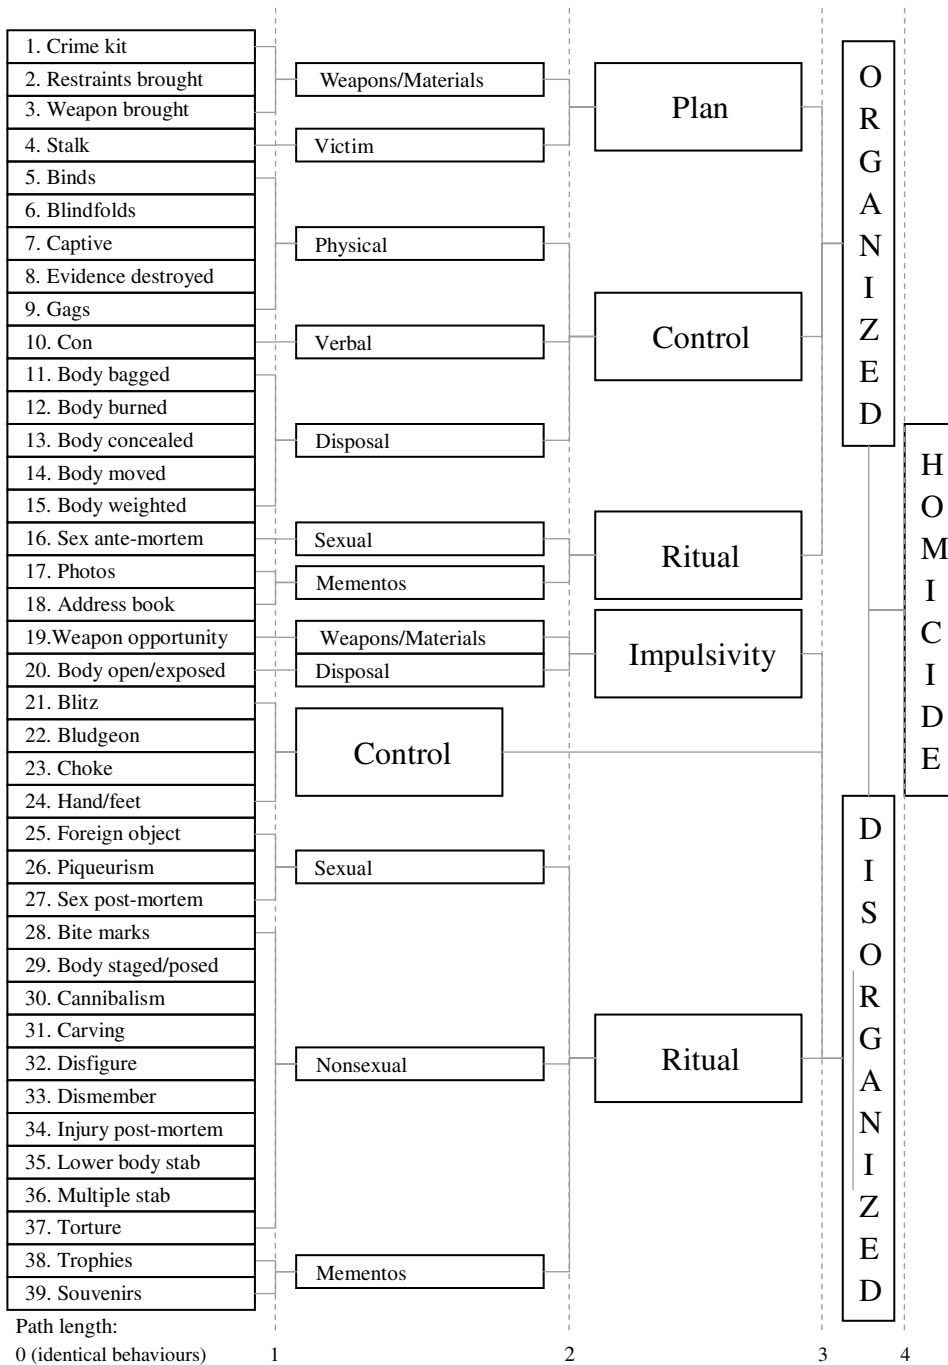 1. Crime kit
2. Restraints brought
3. Weapon brought
4. Stalk
5. Binds
6. Blindfolds
7. Captive
8. Evidence destroyed
9. Gags
10. Con
11. Body bagged
12. Body burned
13. Body concealed
14. Body moved
15. Body weighted
16. Sex ante-mortem
17. Photos
18. Address book
19.Weapon opportunity
20. Body open/exposed
21. Blitz
22. Bludgeon
23. Choke
24. Hand/feet
25. Foreign object
26. Piqueurism
27. Sex post-mortem
28. Bite marks
29. Body staged/posed
30. Cannibalism
31. Carving
32. Disfigure
33. Dismember
34. Injury post-mortem
35. Lower body stab
36. Multiple stab
37. Torture
38. Trophies
39. Souvenirs
Weapons/Materials
Victim
Physical
Verbal
Disposal
Sexual
Mementos
Weapons/Materials
Disposal
Control
Sexual
Nonsexual
Mementos
Plan
Control
Ritual
Impulsivity
Ritual
ORGANIZED
DISORGANIZED
HOMICIDE
Path length:
0 (identical behaviours) 1 2 3 4